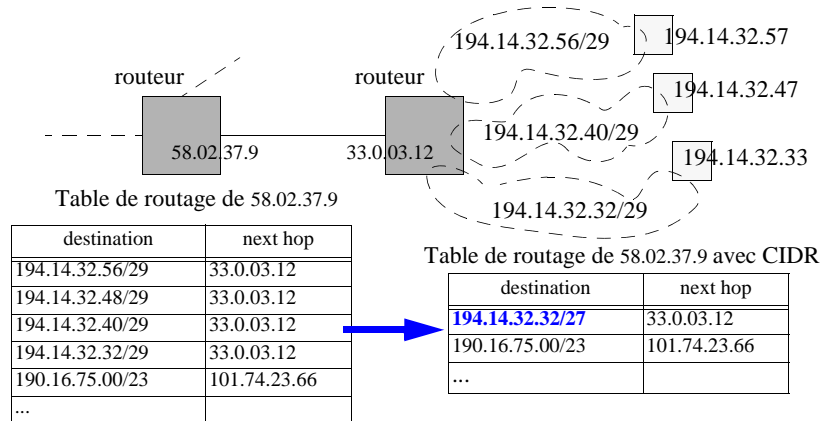 194.14.32.56/29
194.14.32.57
routeur
routeur
194.14.32.47
194.14.32.40/29
58.02.37.9
33.0.03.12
194.14.32.33
194.14.32.32/29
Table de routage de 58.02.37.9
destination next hop
194.14.32.56/29 33.0.03.12
194.14.32.48/29 33.0.03.12
194.14.32.40/29 33.0.03.12
194.14.32.32/29 33.0.03.12
190.16.75.00/23 101.74.23.66
...
Table de routage de 58.02.37.9 avec CIDR
destination next hop
194.14.32.32/27 33.0.03.12
190.16.75.00/23 101.74.23.66
...